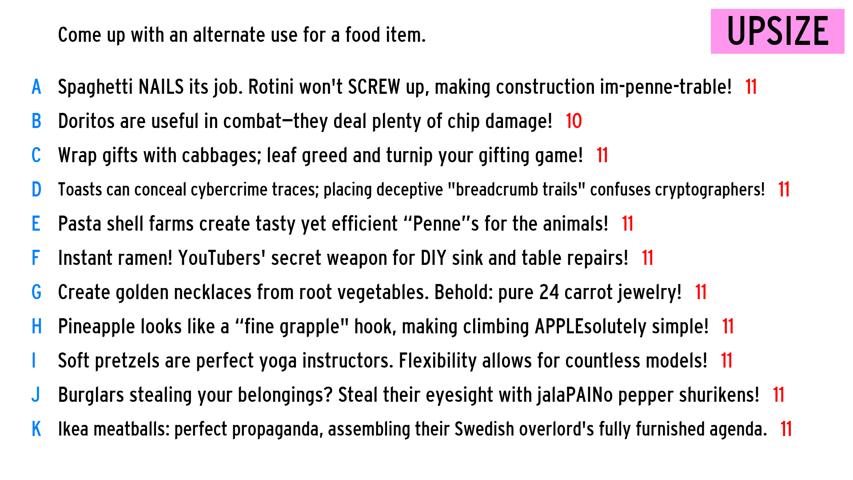 Come up with an alternate use for a food item.
UPSIZE
A Spaghetti NAILS its job. Rotini won't SCREW up, making construction im-penne-trable! 11
B Doritos are useful in combat—they deal plenty of chip damage! 10
C Wrap gifts with cabbages; leaf greed and turnip your gifting game! 11
D Toasts can conceal cybercrime traces; placing deceptive "breadcrumb trails" confuses cryptographers! 11
E Pasta shell farms create tasty yet efficient “Penne”s for the animals! 11
F Instant ramen! YouTubers' secret weapon for DIY sink and table repairs! 11
G Create golden necklaces from root vegetables. Behold: pure 24 carrot jewelry! 11
H Pineapple looks like a “fine grapple" hook, making climbing APPLEsolutely simple! 11
I Soft pretzels are perfect yoga instructors. Flexibility allows for countless models! 11
J Burglars stealing your belongings? Steal their eyesight with jalaPAINo pepper shurikens! 11
K Ikea meatballs: perfect propaganda, assembling their Swedish overlord's fully furnished agenda. 11